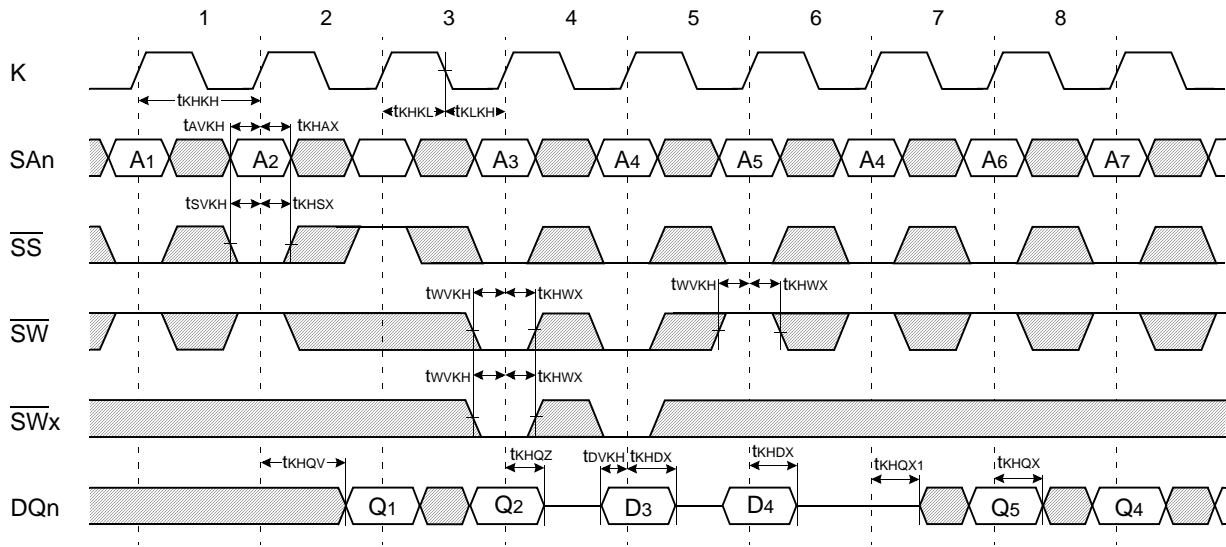 1 2 3 4 5 6 7 8
K
tKHKH tKHKL tKLKH
tAVKH tKHAX
SAn A1 A2 A3 A4 A5 A4 A6 A7
tSVKH tKHSX
SS
tWVKH tKHWX tWVKH tKHWX
SW
tWVKH tKHWX
SWx
tKHQV tKHQZ tDVKH tKHDX tKHDX tKHQX1 tKHQX
DQn Q1 Q2 D3 D4 Q5 Q4